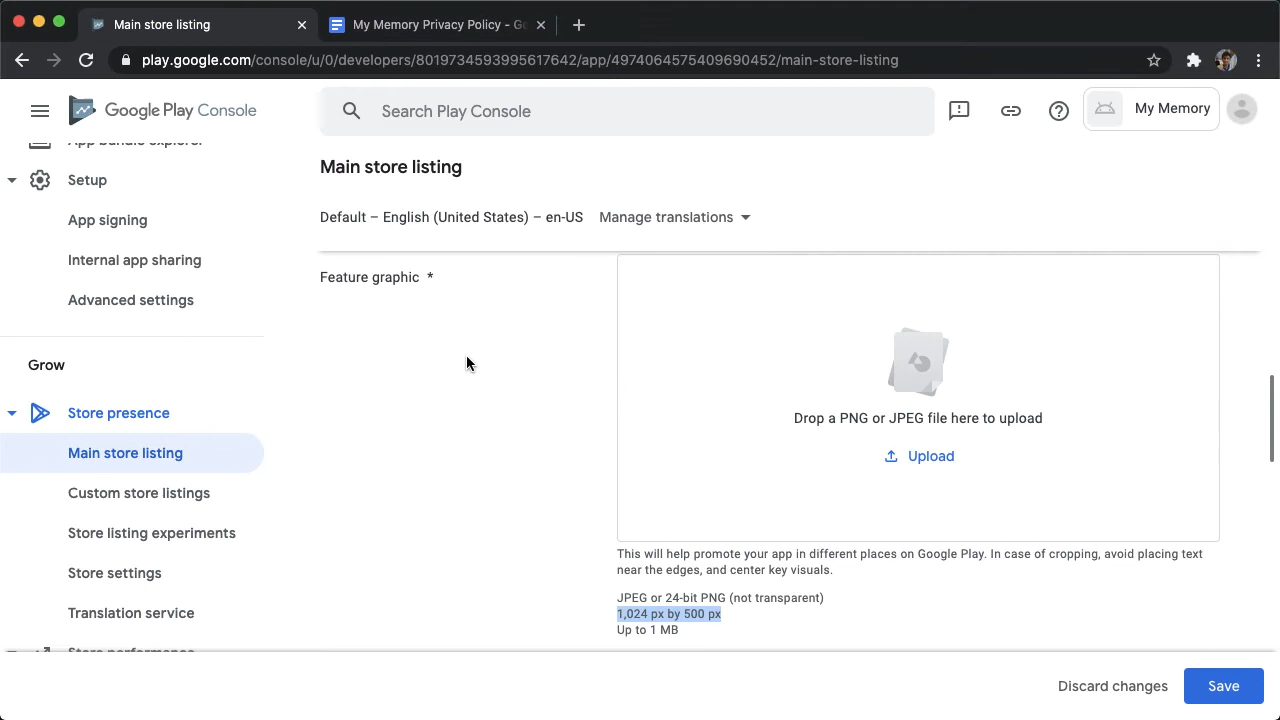 Main store listing
My Memory Privacy Policy - Go
play.google.com/console/u/0/developers/8019734593995617642/app/4974064575409690452/main-store-listing
Google Play Console
Search Play Console
My Memory
App bundle explorer
Setup
App signing
Internal app sharing
Advanced settings
Grow
Store presence
Main store listing
Custom store listings
Store listing experiments
Store settings
Translation service
Store performance
Main store listing
Default – English (United States) – en-US
Manage translations
Feature graphic *
Drop a PNG or JPEG file here to upload
Upload
This will help promote your app in different places on Google Play. In case of cropping, avoid placing text
near the edges, and center key visuals.
JPEG or 24-bit PNG (not transparent)
1,024 px by 500 px
Up to 1 MB
Discard changes
Save